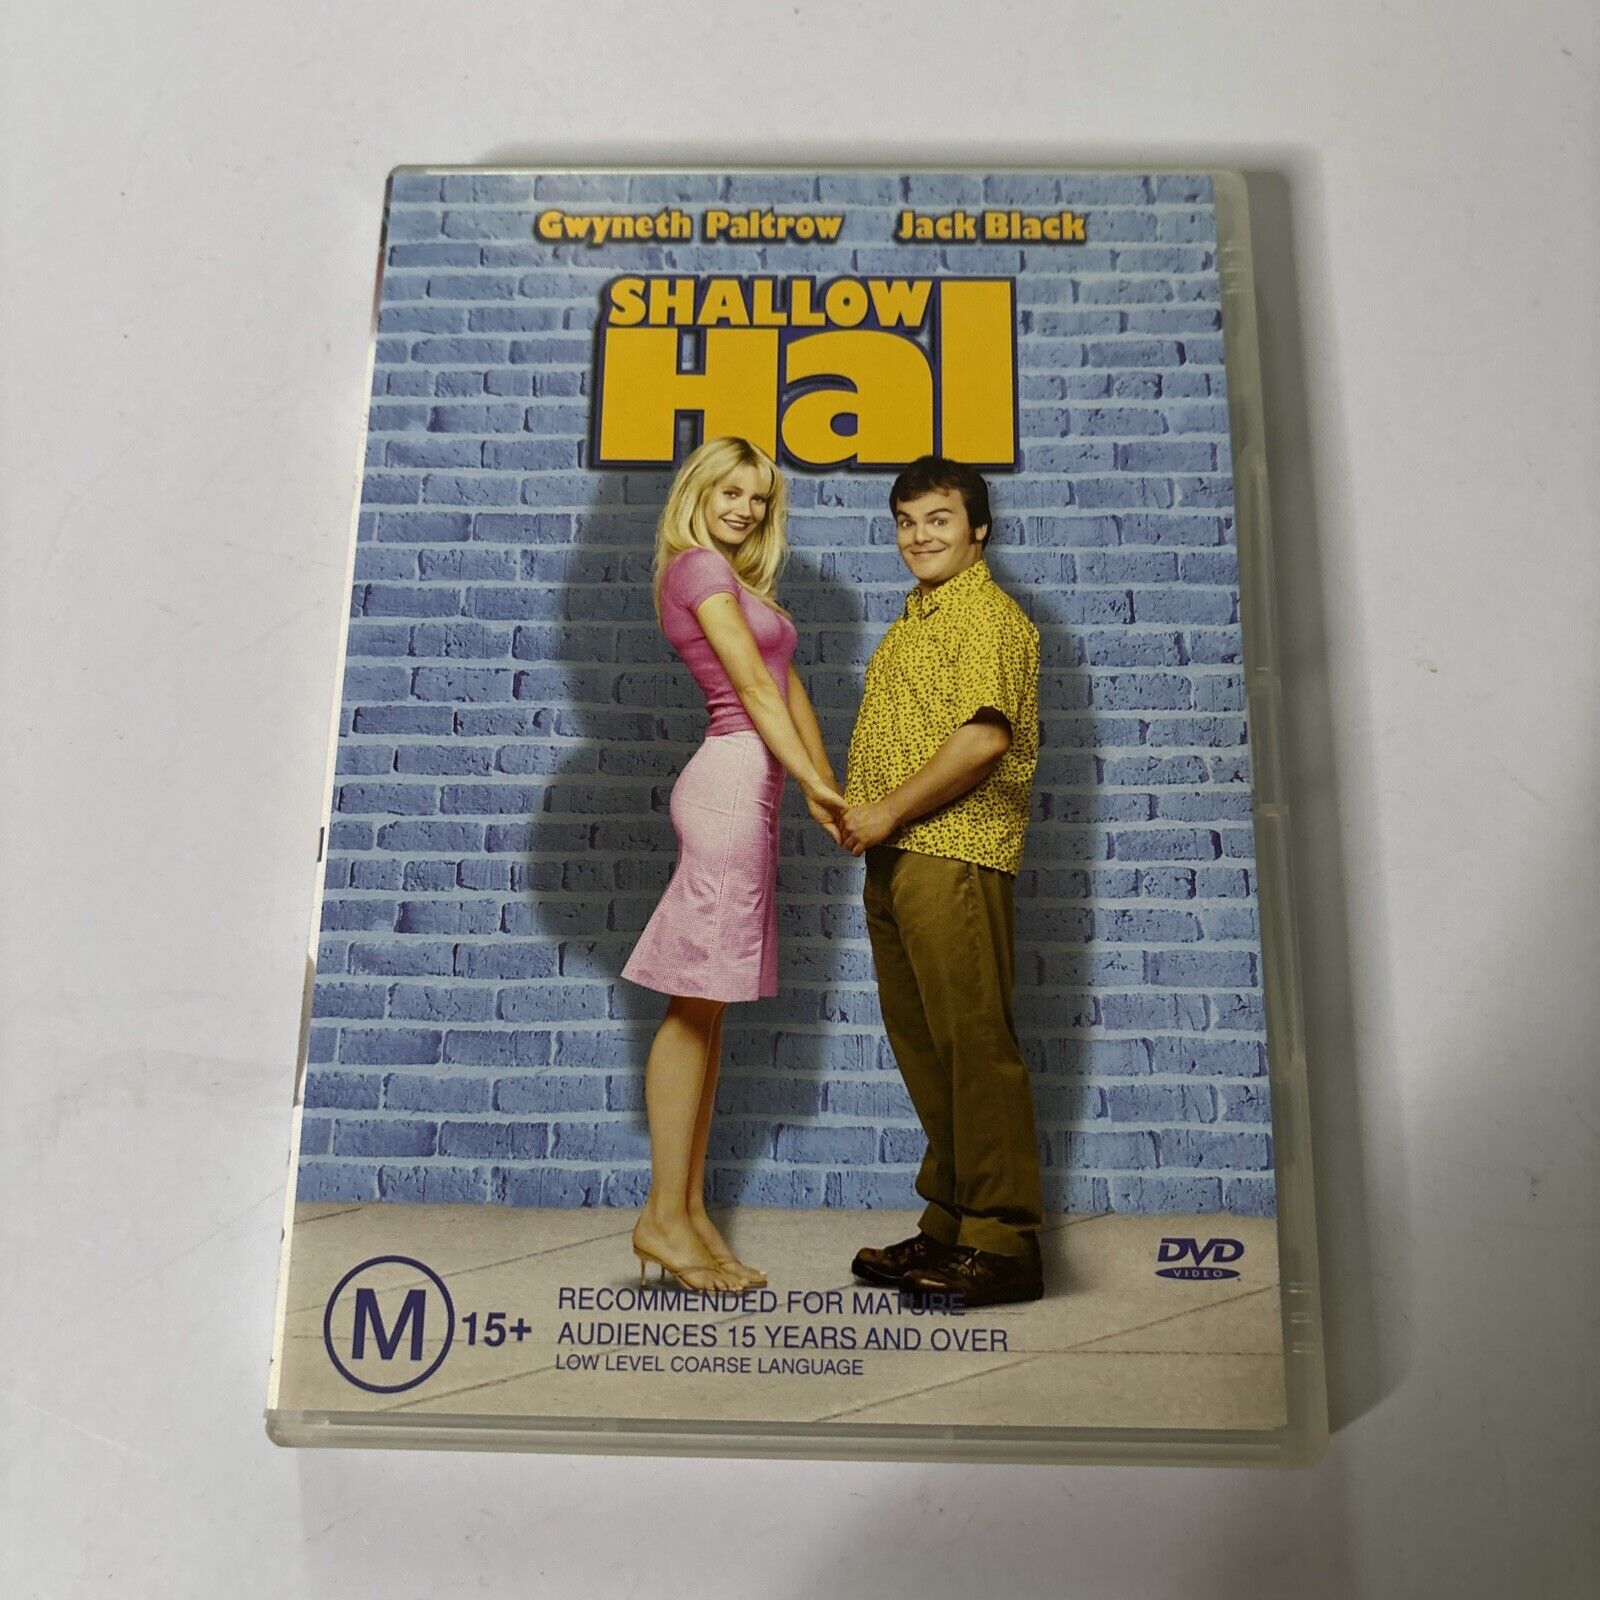 Gwyneth Paltrow Jack Black
SHALLOW
Hal
DVD
VIDEO
M 15+
RECOMMENDED FOR MATURE
AUDIENCES 15 YEARS AND OVER
LOW LEVEL COARSE LANGUAGE